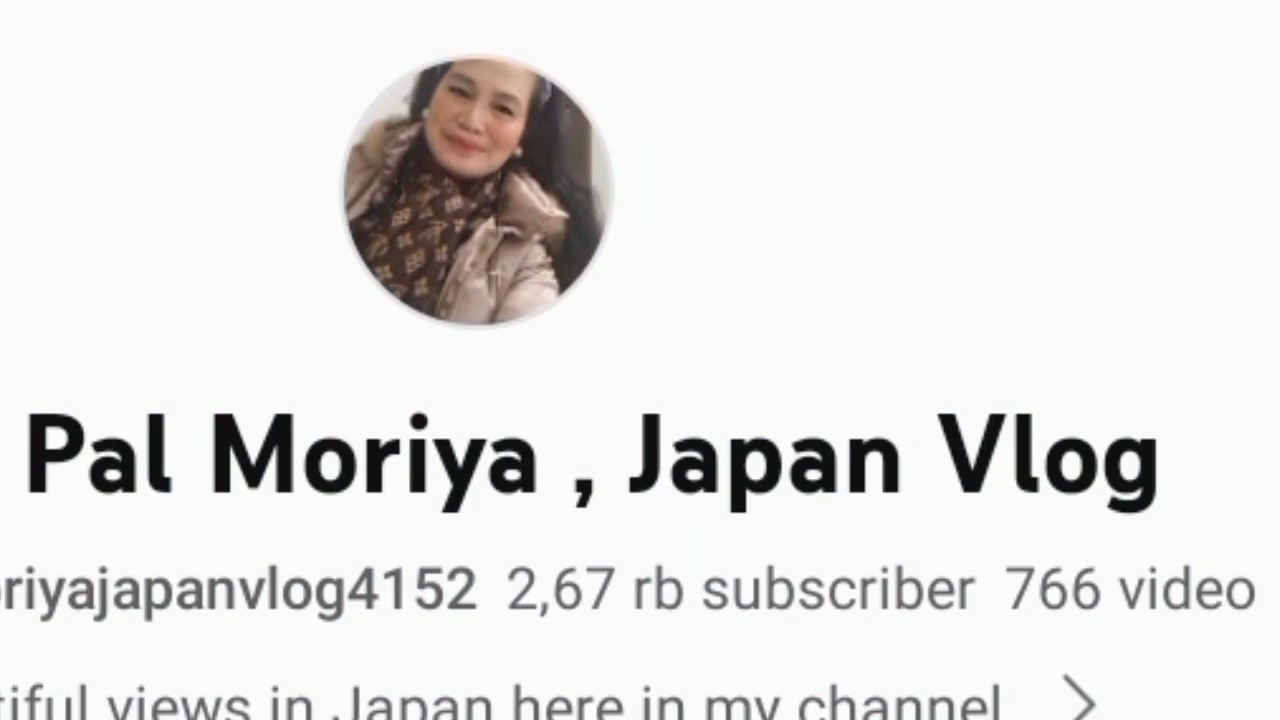 Pal Moriya , Japan Vlog
oriyajapanvlog4152 2,67 rb subscriber 766 video
tiful views in Japan here in my channel